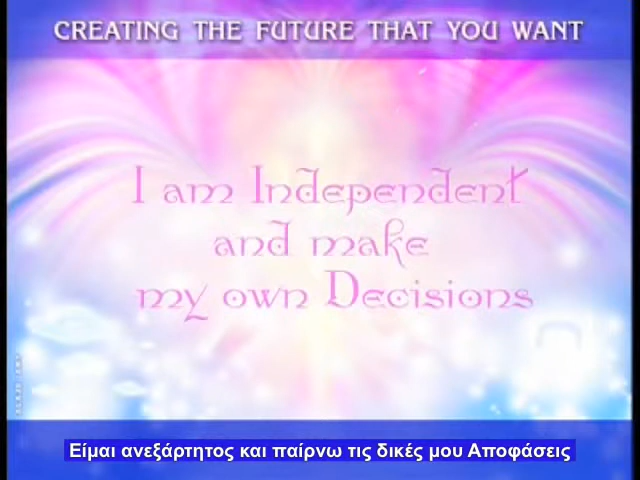 CREATING THE FUTURE THAT YOU WANT
I am Independent
and make
my own Decisions
Είμαι ανεξάρτητος και παίρνω τις δικές μου Αποφάσεις